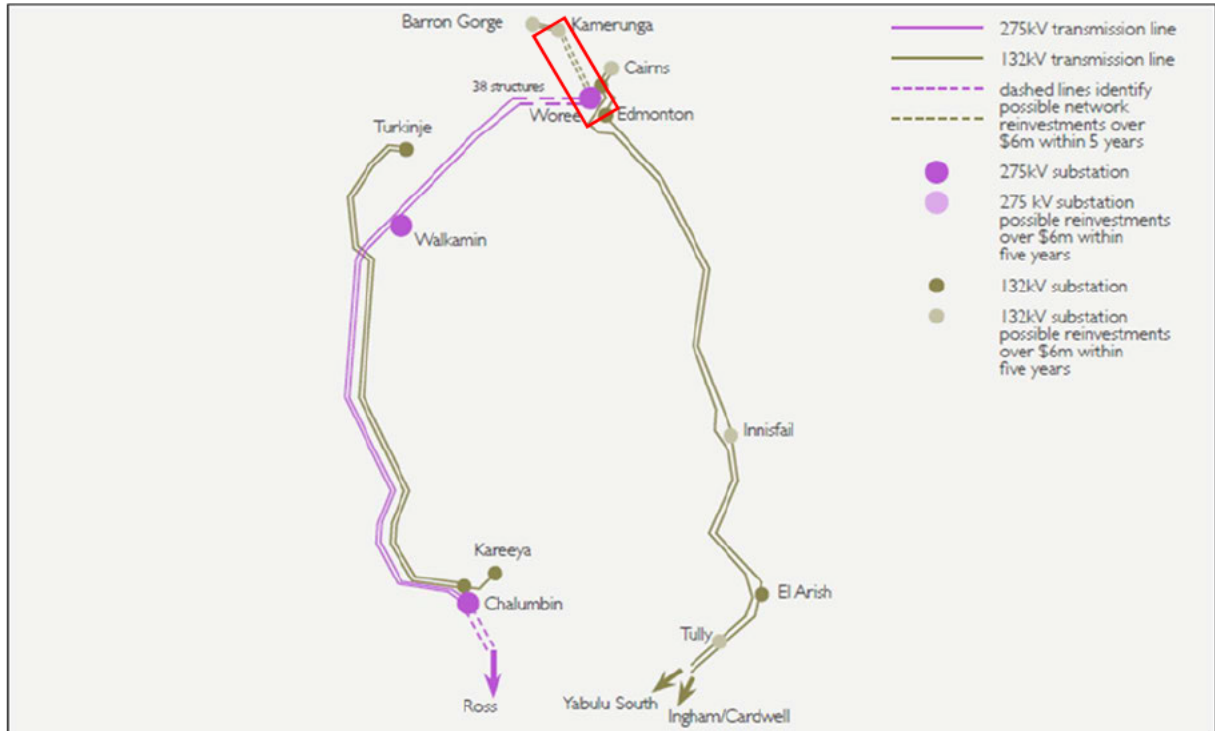 Barron Gorge
Kamerunga
Cairns
38 structures
Woree
Edmonton
Turkinje
Walkamin
Innisfail
Kareeya
Chalumbin
El Arish
Tully
Ross
Yabulu South
Ingham/Cardwell
275kV transmission line
132kV transmission line
dashed lines identify
possible network
reinvestments over
$6m within 5 years
275kV substation
275 kV substation
possible reinvestments
over $6m within
five years
132kV substation
132kV substation
possible reinvestments
over $6m within
five years